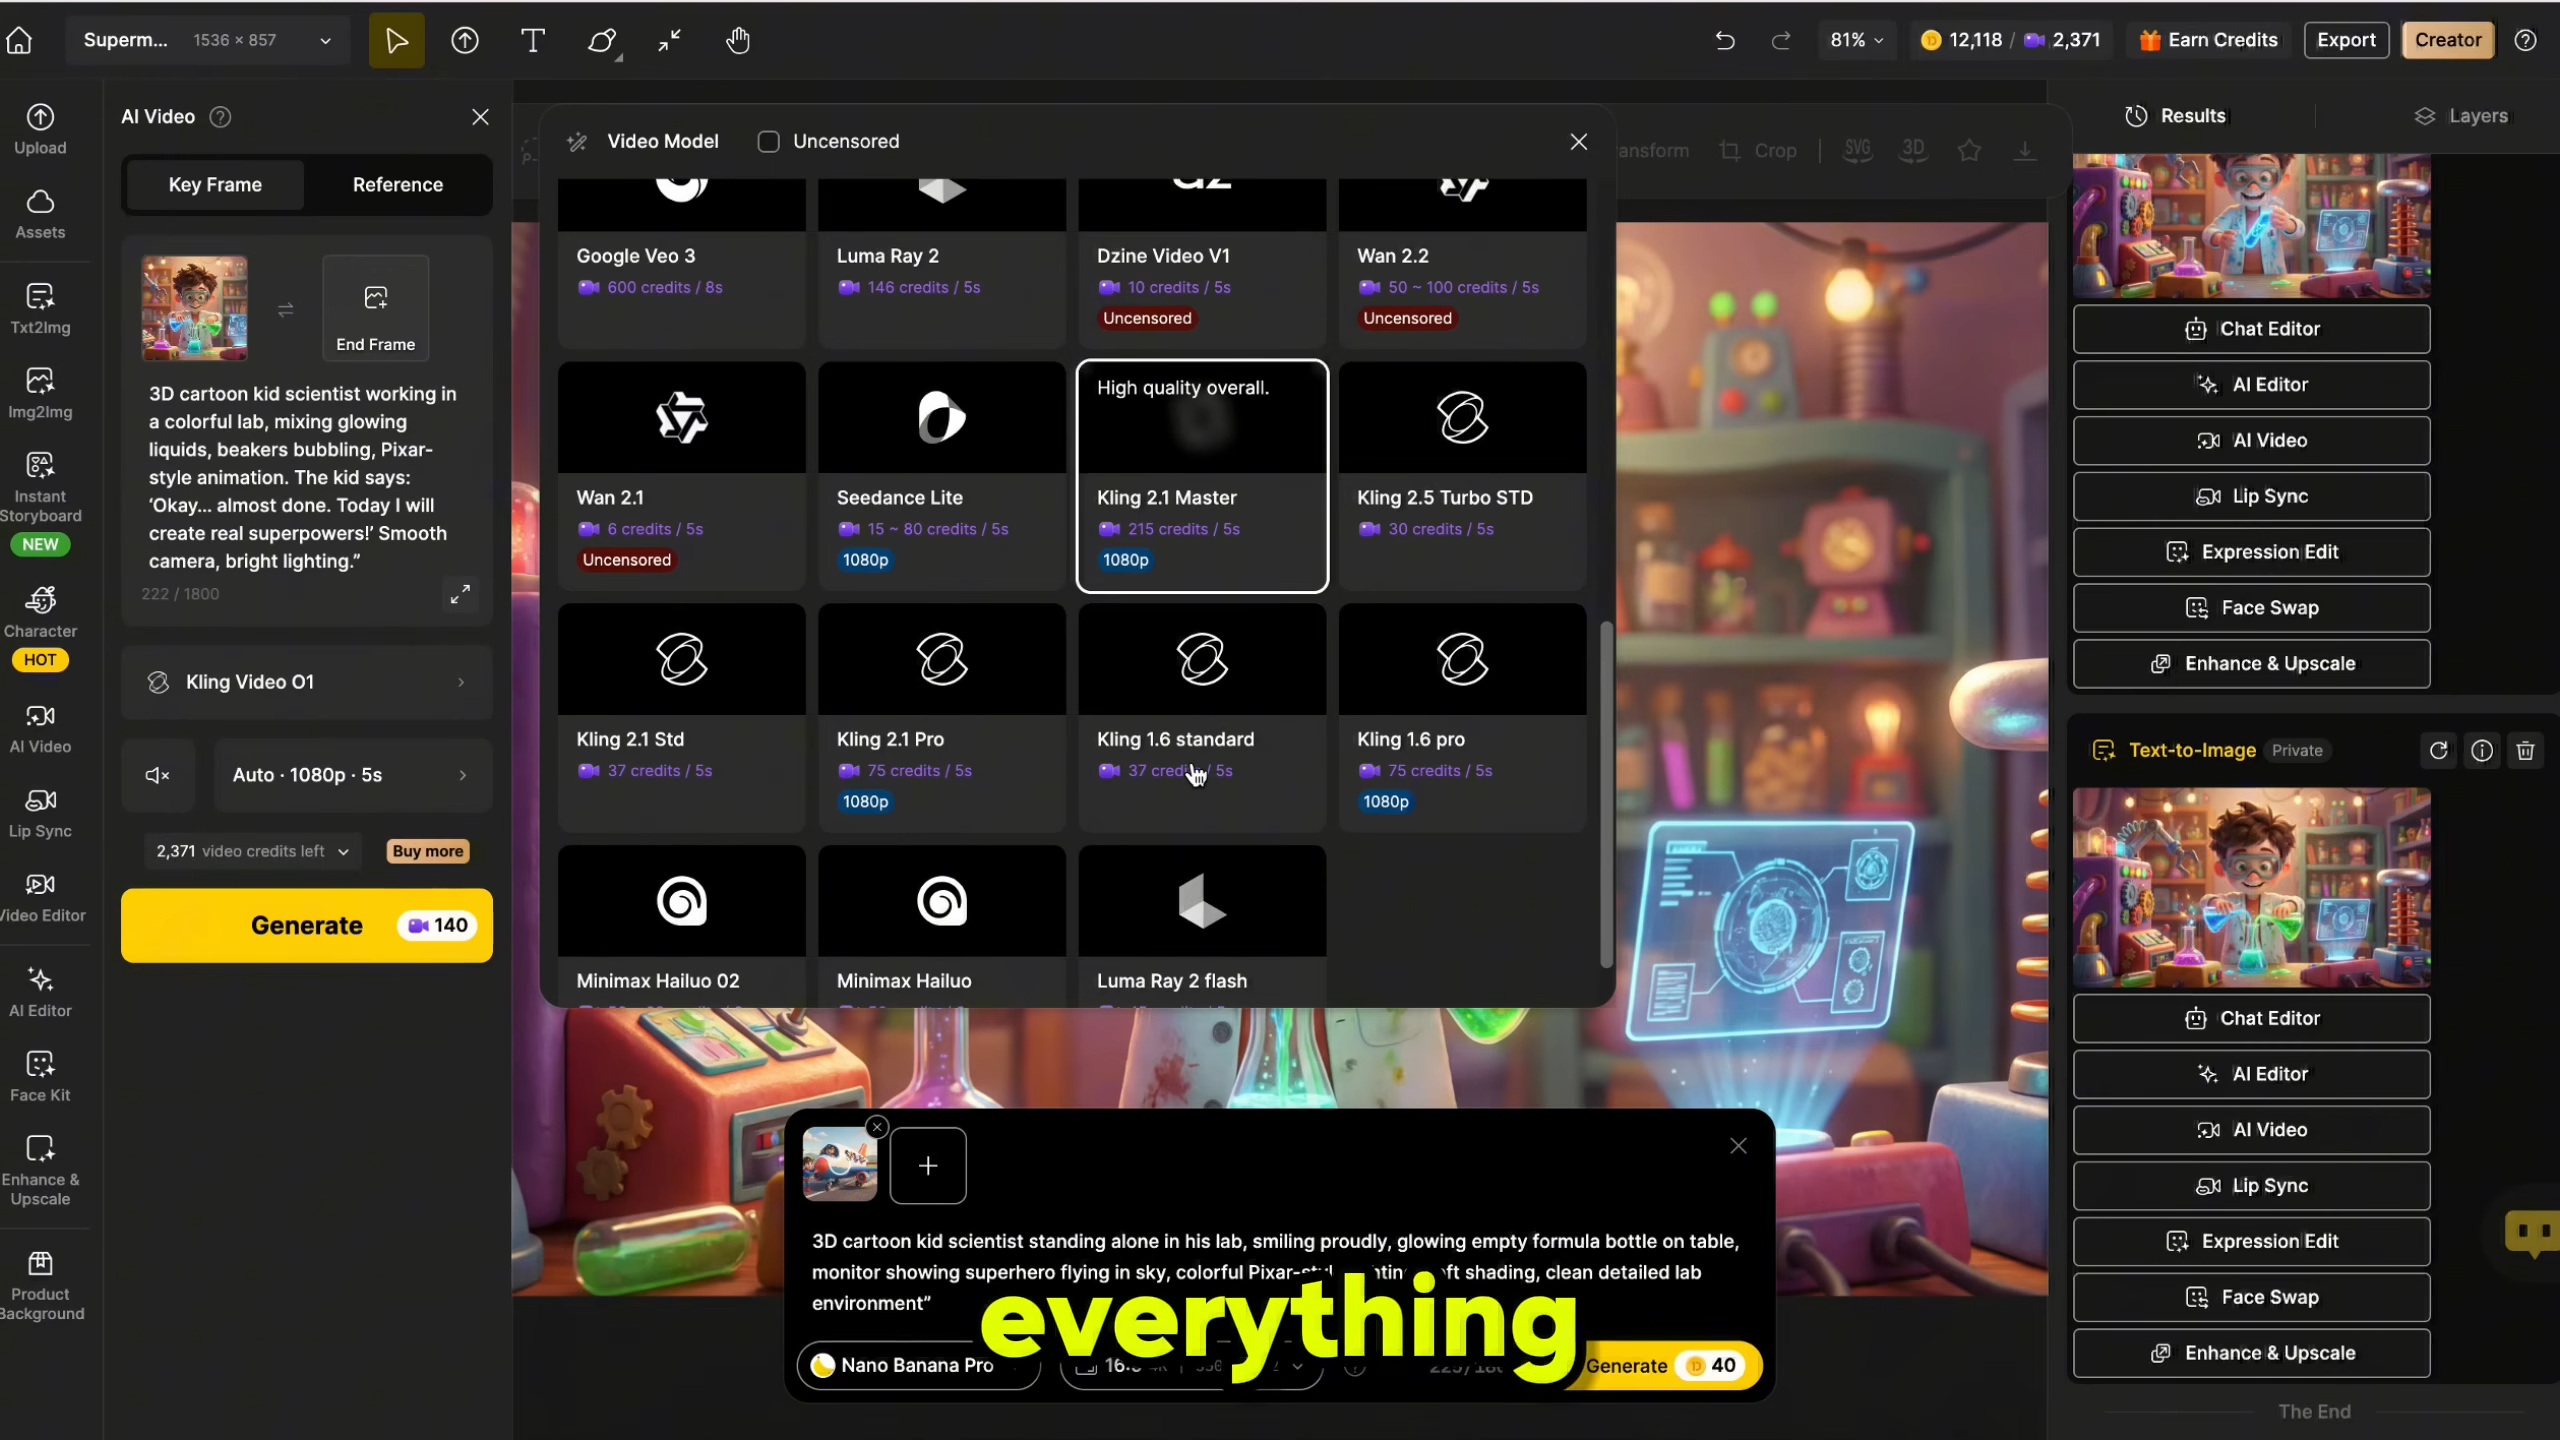 Superm...
1536 × 857
81%
12,118 / 2,371
Earn Credits
Export
Creator
Upload
Assets
Txt2Img
Img2Img
Instant
Storyboard
NEW
Character
HOT
AI Video
Lip Sync
Video Editor
AI Editor
Face Kit
Enhance &
Upscale
Product
Background
AI Video
Key Frame
Reference
End Frame
3D cartoon kid scientist working in
a colorful lab, mixing glowing
liquids, beakers bubbling, Pixar-
style animation. The kid says:
‘Okay... almost done. Today I will
create real superpowers!’ Smooth
camera, bright lighting.”
222 / 1800
Kling Video O1
Auto · 1080p · 5s
2,371 video credits left
Buy more
Generate
140
Video Model
Uncensored
Google Veo 3
600 credits / 8s
Luma Ray 2
146 credits / 5s
Dzine Video V1
10 credits / 5s
Uncensored
Wan 2.2
50 ~ 100 credits / 5s
Uncensored
Wan 2.1
6 credits / 5s
Uncensored
Seedance Lite
15 ~ 80 credits / 5s
1080p
High quality overall.
Kling 2.1 Master
215 credits / 5s
1080p
Kling 2.5 Turbo STD
30 credits / 5s
Kling 2.1 Std
37 credits / 5s
Kling 2.1 Pro
75 credits / 5s
1080p
Kling 1.6 standard
37 / 5s
Kling 1.6 pro
75 credits / 5s
1080p
Minimax Hailuo 02
Minimax Hailuo
Luma Ray 2 flash
Crop
SVG
3D
3D cartoon kid scientist standing alone in his lab, smiling proudly, glowing empty formula bottle on table,
monitor showing superhero flying in sky, colorful shading, clean detailed lab
environment”
everything
Nano Banana Pro
Generate
40
Results
Layers
Chat Editor
AI Editor
AI Video
Lip Sync
Expression Edit
Face Swap
Enhance & Upscale
Text-to-Image
Private
Chat Editor
AI Editor
AI Video
Lip Sync
Expression Edit
Face Swap
Enhance & Upscale
The End